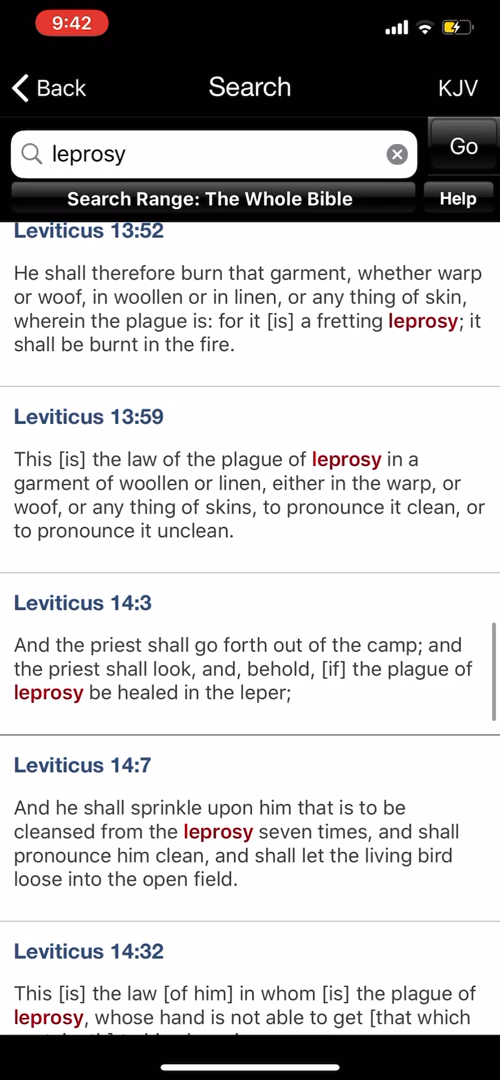 9:42
Back
Search
KJV
leprosy
Go
Search Range: The Whole Bible
Help
Leviticus 13:52
He shall therefore burn that garment, whether warp
or woof, in woollen or in linen, or any thing of skin,
wherein the plague is: for it [is] a fretting leprosy; it
shall be burnt in the fire.
Leviticus 13:59
This [is] the law of the plague of leprosy in a
garment of woollen or linen, either in the warp, or
woof, or any thing of skins, to pronounce it clean, or
to pronounce it unclean.
Leviticus 14:3
And the priest shall go forth out of the camp; and
the priest shall look, and, behold, [if] the plague of
leprosy be healed in the leper;
Leviticus 14:7
And he shall sprinkle upon him that is to be
cleansed from the leprosy seven times, and shall
pronounce him clean, and shall let the living bird
loose into the open field.
Leviticus 14:32
This [is] the law [of him] in whom [is] the plague of
leprosy, whose hand is not able to get [that which